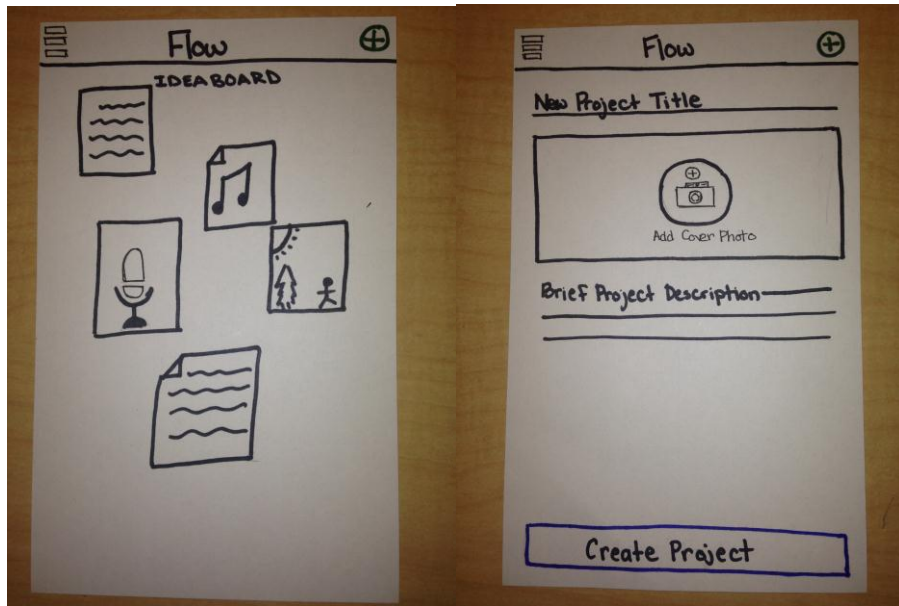 Flow
IDEABOARD
Flow
New Project Title
Add Cover Photo
Brief Project Description
Create Project